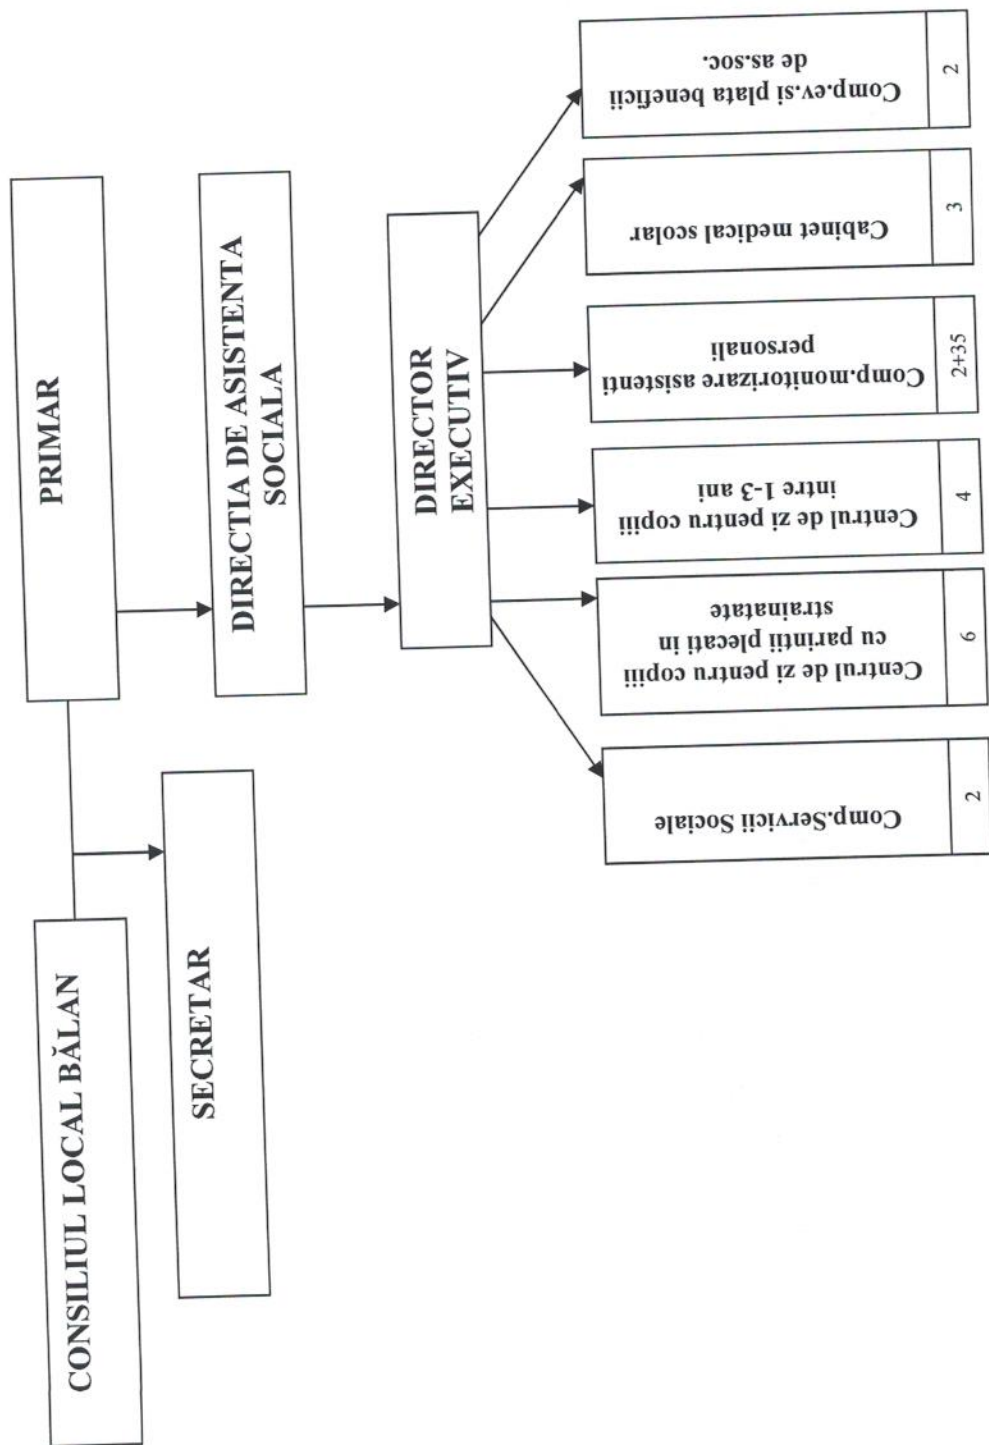 CONSILIUL LOCAL BĂLAN
PRIMAR
SECRETAR
DIRECTIA DE ASISTENTA
SOCIALA
DIRECTOR
EXECUTIV
Comp.Servicii Sociale
2
Centrul de zi pentru copiii
cu parintii plecati in
strainatate
6
Centrul de zi pentru copiii
intre 1-3 ani
4
Comp.monitorizare asistenti
personali
2+35
Cabinet medical scolar
3
Comp.ev.si plata beneficii
de as.soc.
2